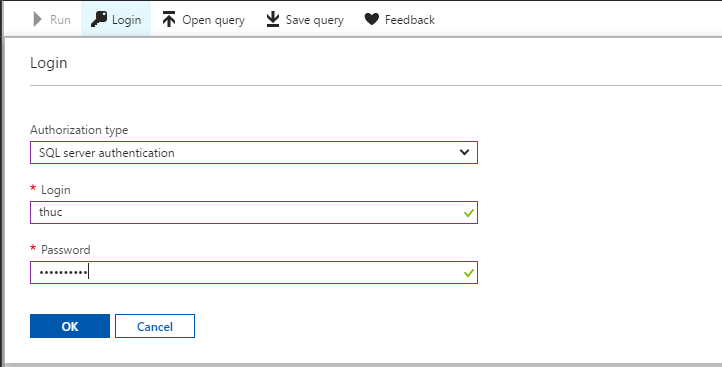 Run Login Open query Save query Feedback
Login
Authorization type
SQL server authentication
* Login
thuc
* Password
••••••••••
OK Cancel